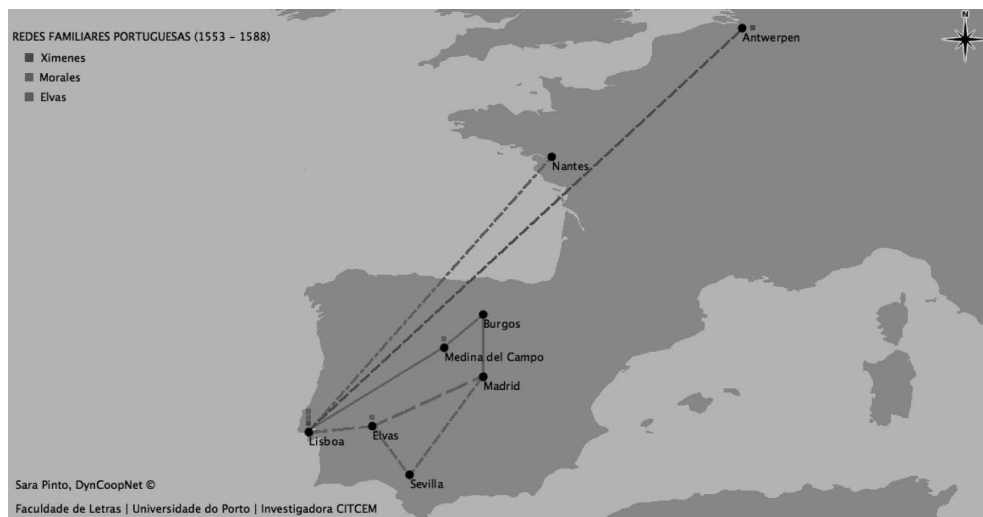 REDES FAMILIARES PORTUGUESAS (1553 - 1588)
Ximenes
Morales
Elvas
N
Antwerpen
Nantes
Burgos
Medina del Campo
Madrid
Elvas
Lisboa
Sevilla
Sara Pinto, DynCoopNet ©
Faculdade de Letras | Universidade do Porto | Investigadora CITCEM